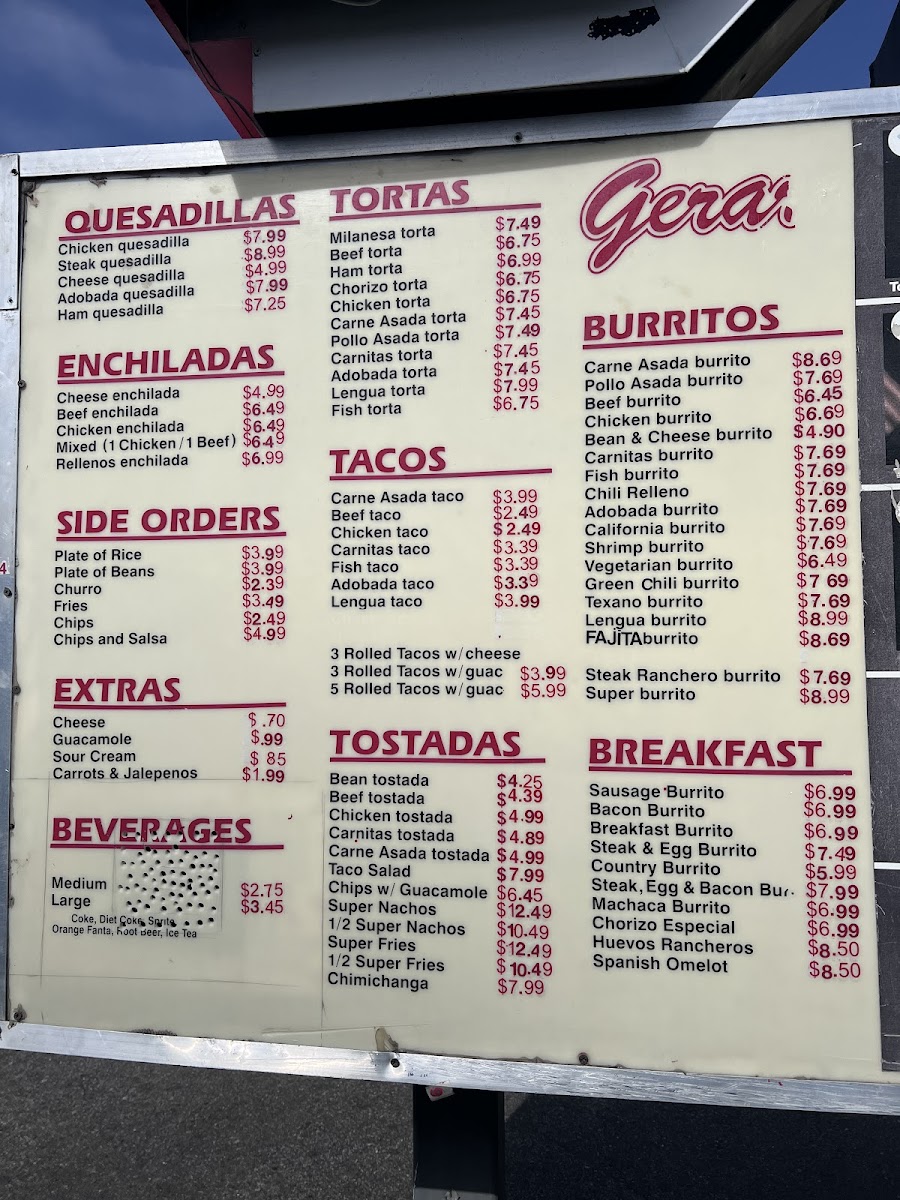 QUESADILLAS
Chicken quesadilla $7.99
Steak quesadilla $8.99
Cheese quesadilla $4.99
Adobada quesadilla $7.99
Ham quesadilla $7.25
ENCHILADAS
Cheese enchilada $4.99
Beef enchilada $6.49
Chicken enchilada $6.49
Mixed (1 Chicken / 1 Beef) $6.49
Rellenos enchilada $6.99
SIDE ORDERS
Plate of Rice $3.99
Plate of Beans $3.99
Churro $2.39
Fries $3.49
Chips $2.49
Chips and Salsa $4.99
EXTRAS
Cheese $ .70
Guacamole $.99
Sour Cream $ 85
Carrots & Jalepenos $1.99
BEVERAGES
Medium $2.75
Large $3.45
Coke, Diet Coke, Sprite,
Orange Fanta, Root Beer, Ice Tea
TORTAS
Milanesa torta $7.49
Beef torta $6.75
Ham torta $6.99
Chorizo torta $6.75
Chicken torta $6.75
Carne Asada torta $7.45
Pollo Asada torta $7.49
Carnitas torta $7.45
Adobada torta $7.45
Lengua torta $7.99
Fish torta $6.75
TACOS
Carne Asada taco $3.99
Beef taco $2.49
Chicken taco $2.49
Carnitas taco $3.39
Fish taco $3.39
Adobada taco $3.39
Lengua taco $3.99
3 Rolled Tacos w/cheese
3 Rolled Tacos w/guac $3.99
5 Rolled Tacos w/guac $5.99
TOSTADAS
Bean tostada $4.25
Beef tostada $4.39
Chicken tostada $4.99
Carnitas tostada $4.89
Carne Asada tostada $4.99
Taco Salad $7.99
Chips w/ Guacamole $6.45
Super Nachos $12.49
1/2 Super Nachos $10.49
Super Fries $12.49
1/2 Super Fries $10.49
Chimichanga $7.99
BURRITOS
Carne Asada burrito $8.69
Pollo Asada burrito $7.69
Beef burrito $6.45
Chicken burrito $6.69
Bean & Cheese burrito $4.90
Carnitas burrito $7.69
Fish burrito $7.69
Chili Relleno $7.69
Adobada burrito $7.69
California burrito $7.69
Shrimp burrito $7.69
Vegetarian burrito $6.49
Green Chili burrito $7 69
Texano burrito $7.69
Lengua burrito $8.99
FAJITA burrito $8.69
Steak Ranchero burrito $7.69
Super burrito $8.99
BREAKFAST
Sausage Burrito $6.99
Bacon Burrito $6.99
Breakfast Burrito $6.99
Steak & Egg Burrito $7.49
Country Burrito $5.99
Steak, Egg & Bacon Bur. $7.99
Machaca Burrito $6.99
Chorizo Especial $6.99
Huevos Rancheros $8.50
Spanish Omelot $8.50